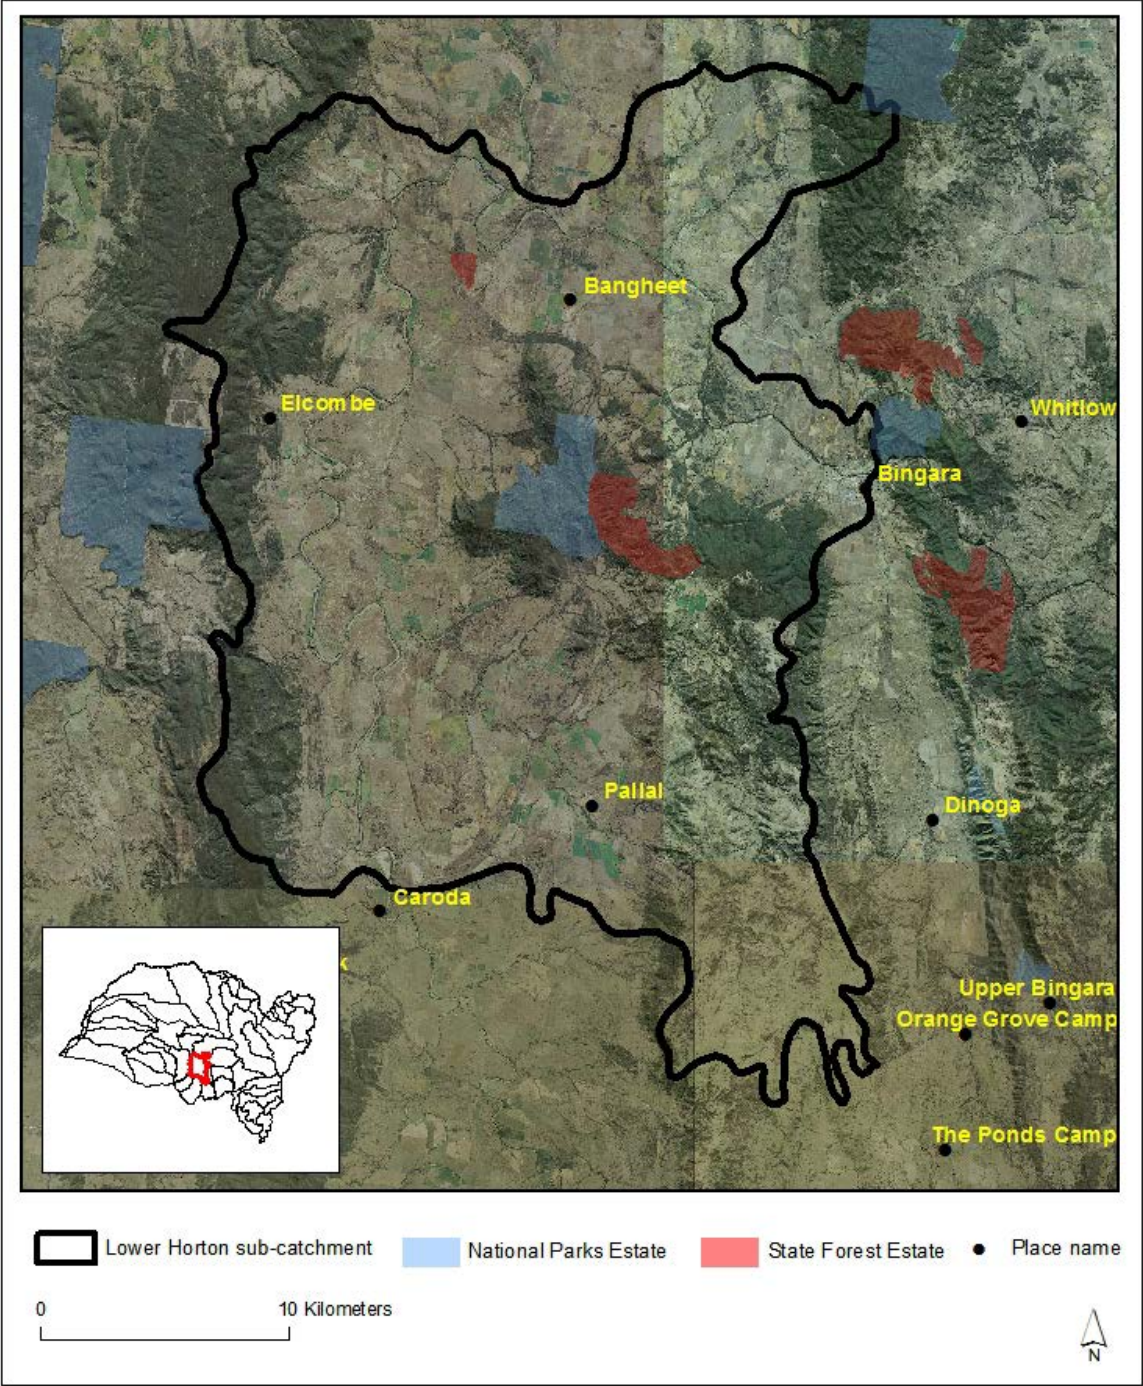 Bangheet
Elcombe
Whitlow
Bingara
Pallal
Dinoga
Caroda
k
Upper Bingara
Orange Grove Camp
The Ponds Camp
Lower Horton sub-catchment
National Parks Estate
State Forest Estate
Place name
0 10 Kilometers
N